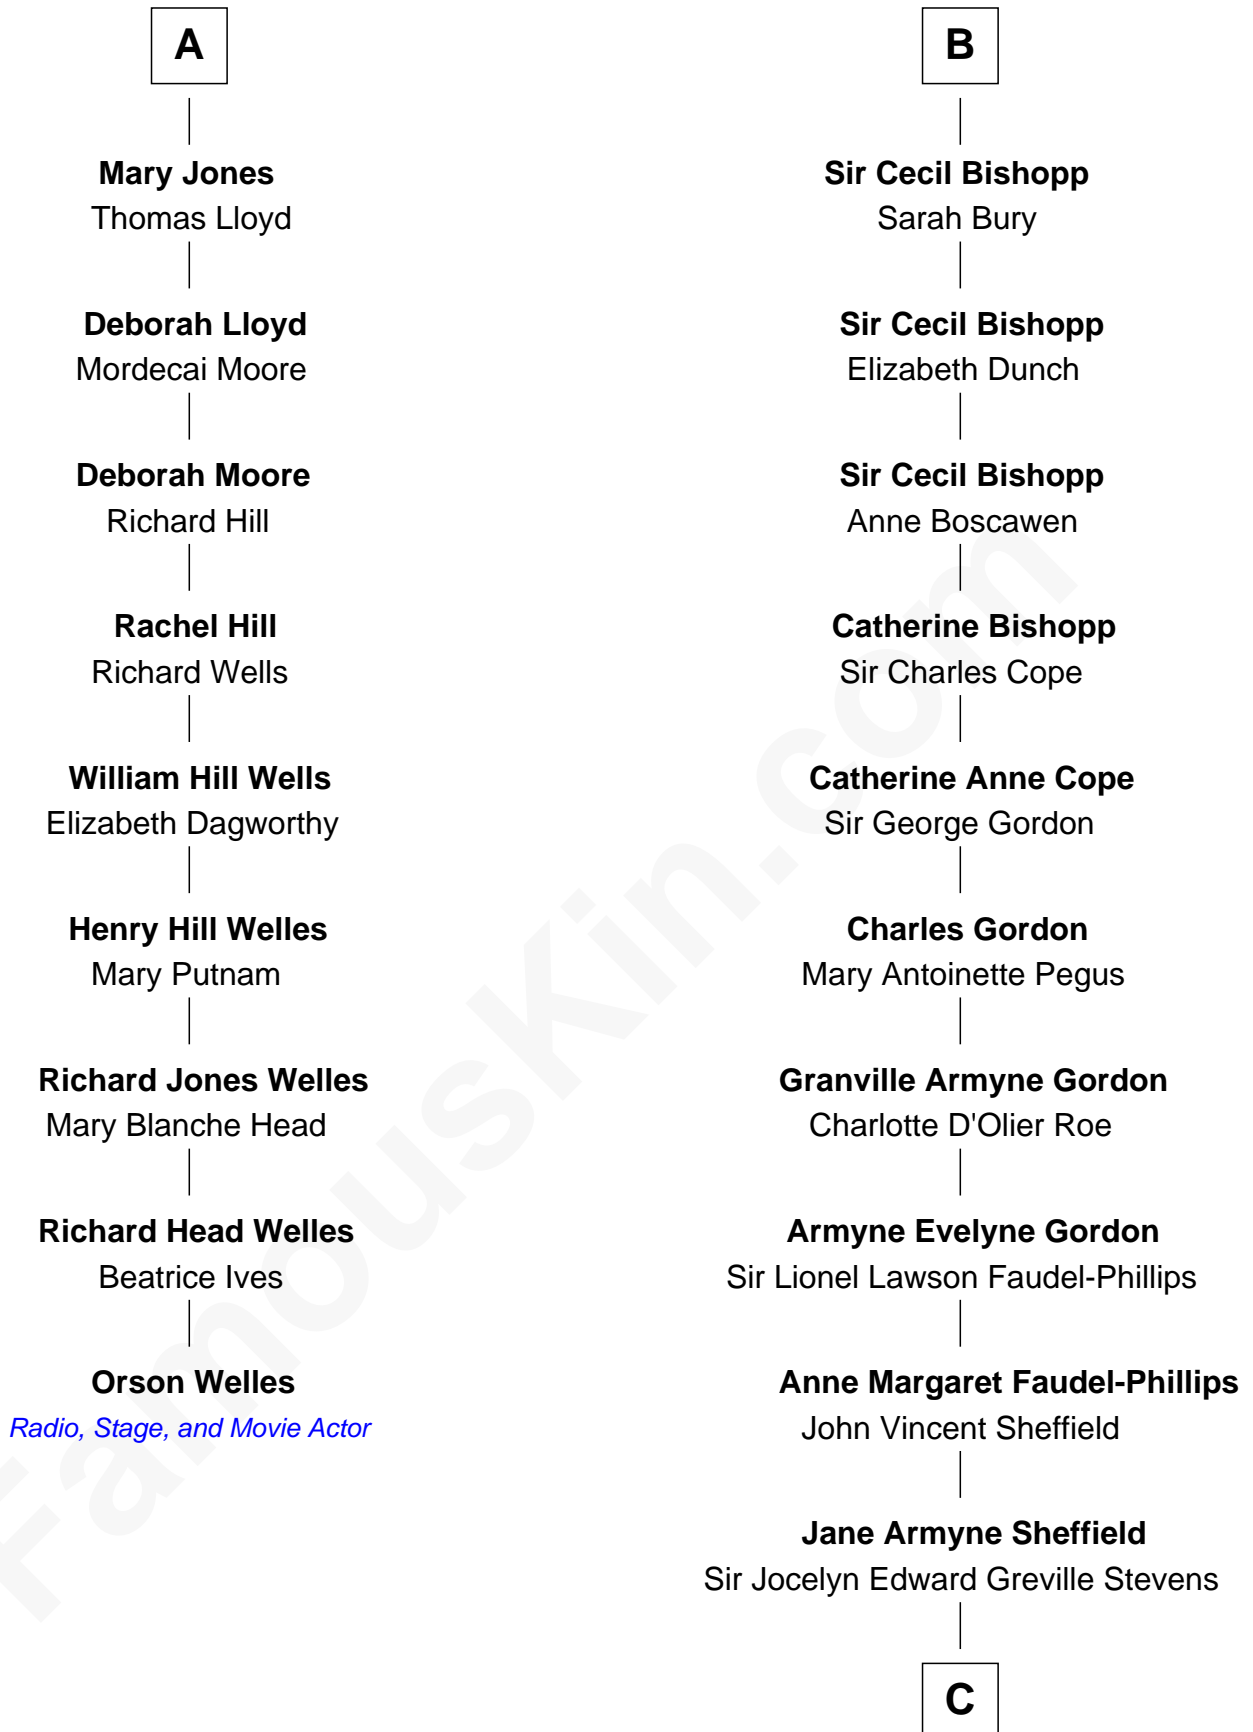 A
Mary Jones
Thomas Lloyd
Deborah Lloyd
Mordecai Moore
Deborah Moore
Richard Hill
Rachel Hill
Richard Wells
William Hill Wells
Elizabeth Dagworthy
Henry Hill Welles
Mary Putnam
Richard Jones Welles
Mary Blanche Head
Richard Head Welles
Beatrice Ives
Orson Welles
Radio, Stage, and Movie Actor
B
Sir Cecil Bishopp
Sarah Bury
Sir Cecil Bishopp
Elizabeth Dunch
Sir Cecil Bishopp
Anne Boscawen
Catherine Bishopp
Sir Charles Cope
Catherine Anne Cope
Sir George Gordon
Charles Gordon
Mary Antoinette Pegus
Granville Armyne Gordon
Charlotte D'Olier Roe
Armyne Evelyne Gordon
Sir Lionel Lawson Faudel-Phillips
Anne Margaret Faudel-Phillips
John Vincent Sheffield
Jane Armyne Sheffield
Sir Jocelyn Edward Greville Stevens
C
FamousKin.com